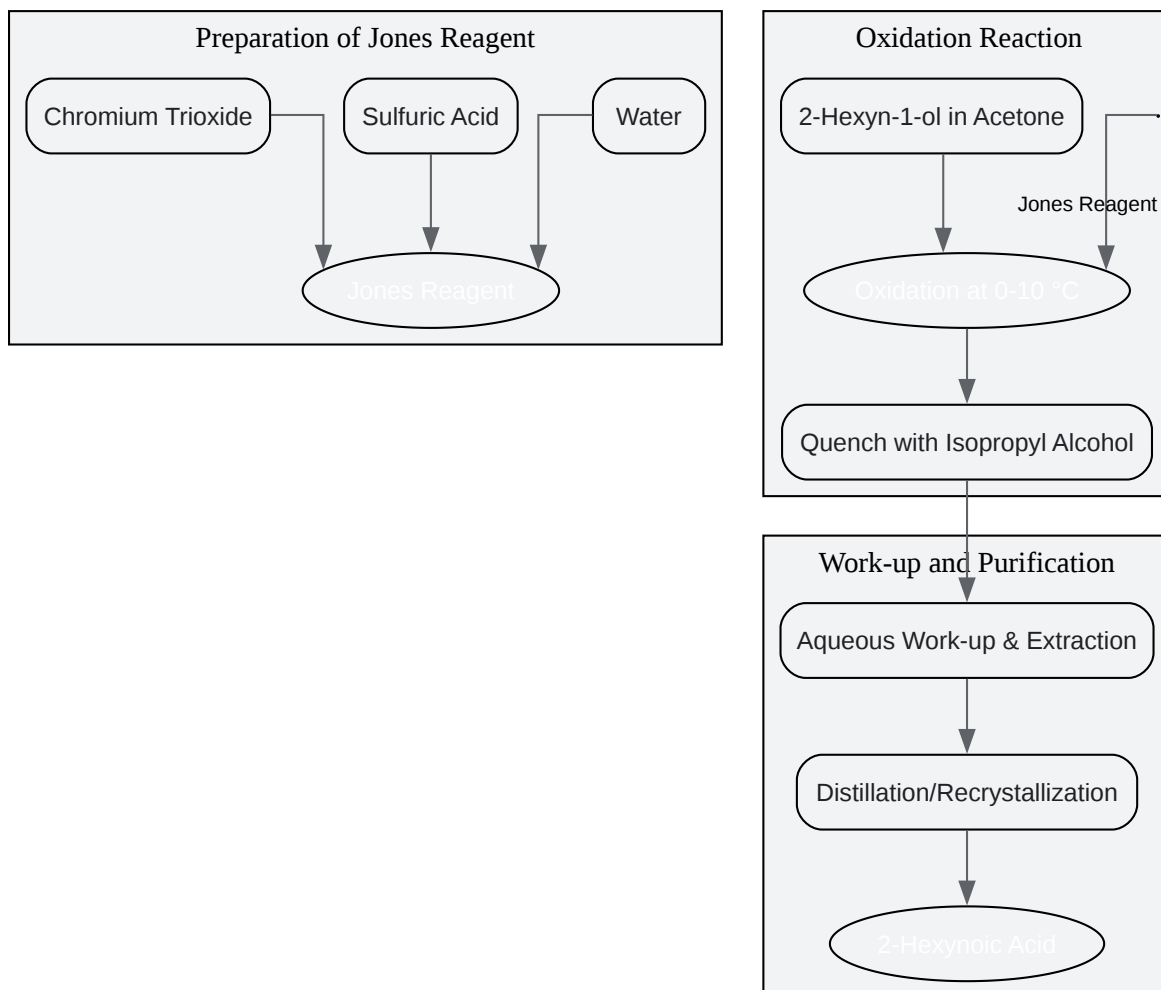 Preparation of Jones Reagent
Chromium Trioxide
Sulfuric Acid
Water
Jones Reagent
Oxidation Reaction
2-Hexyn-1-ol in Acetone
Jones Reagent
Oxidation at 0-10 °C
Quench with Isopropyl Alcohol
Work-up and Purification
Aqueous Work-up & Extraction
Distillation/Recrystallization
2-Hexynoic Acid